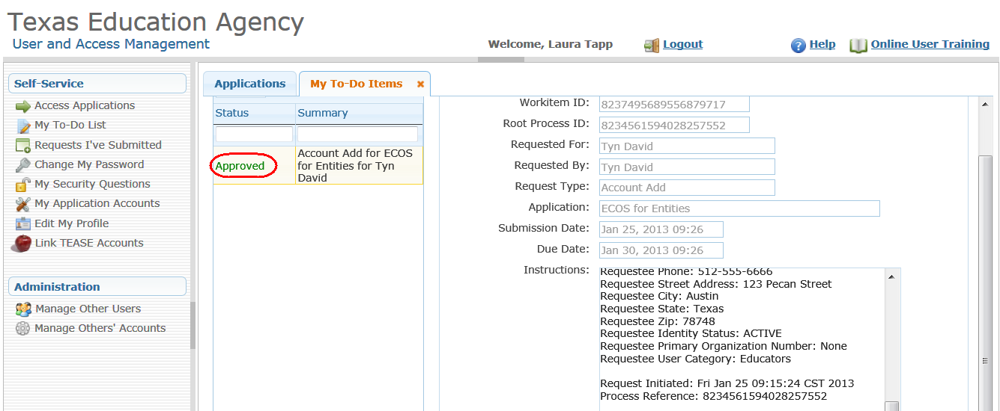 Texas Education Agency
User and Access Management
Welcome, Laura Tapp
Logout
Help
Online User Training
Self-Service
Access Applications
My To-Do List
Requests I've Submitted
Change My Password
My Security Questions
My Application Accounts
Edit My Profile
Link TEASE Accounts
Administration
Manage Other Users
Manage Others' Accounts
Applications
My To-Do Items
Status
Summary
Approved
Account Add for ECOS
for Entities for Tyn
David
Workitem ID: 8237495689556879717
Root Process ID: 8234561594028257552
Requested For: Tyn David
Requested By: Tyn David
Request Type: Account Add
Application: ECOS for Entities
Submission Date: Jan 25, 2013 09:26
Due Date: Jan 30, 2013 09:26
Instructions:
Requestee Phone: 512-555-6666
Requestee Street Address: 123 Pecan Street
Requestee City: Austin
Requestee State: Texas
Requestee Zip: 78748
Requestee Identity Status: ACTIVE
Requestee Primary Organization Number: None
Requestee User Category: Educators
Request Initiated: Fri Jan 25 09:15:24 CST 2013
Process Reference: 8234561594028257552